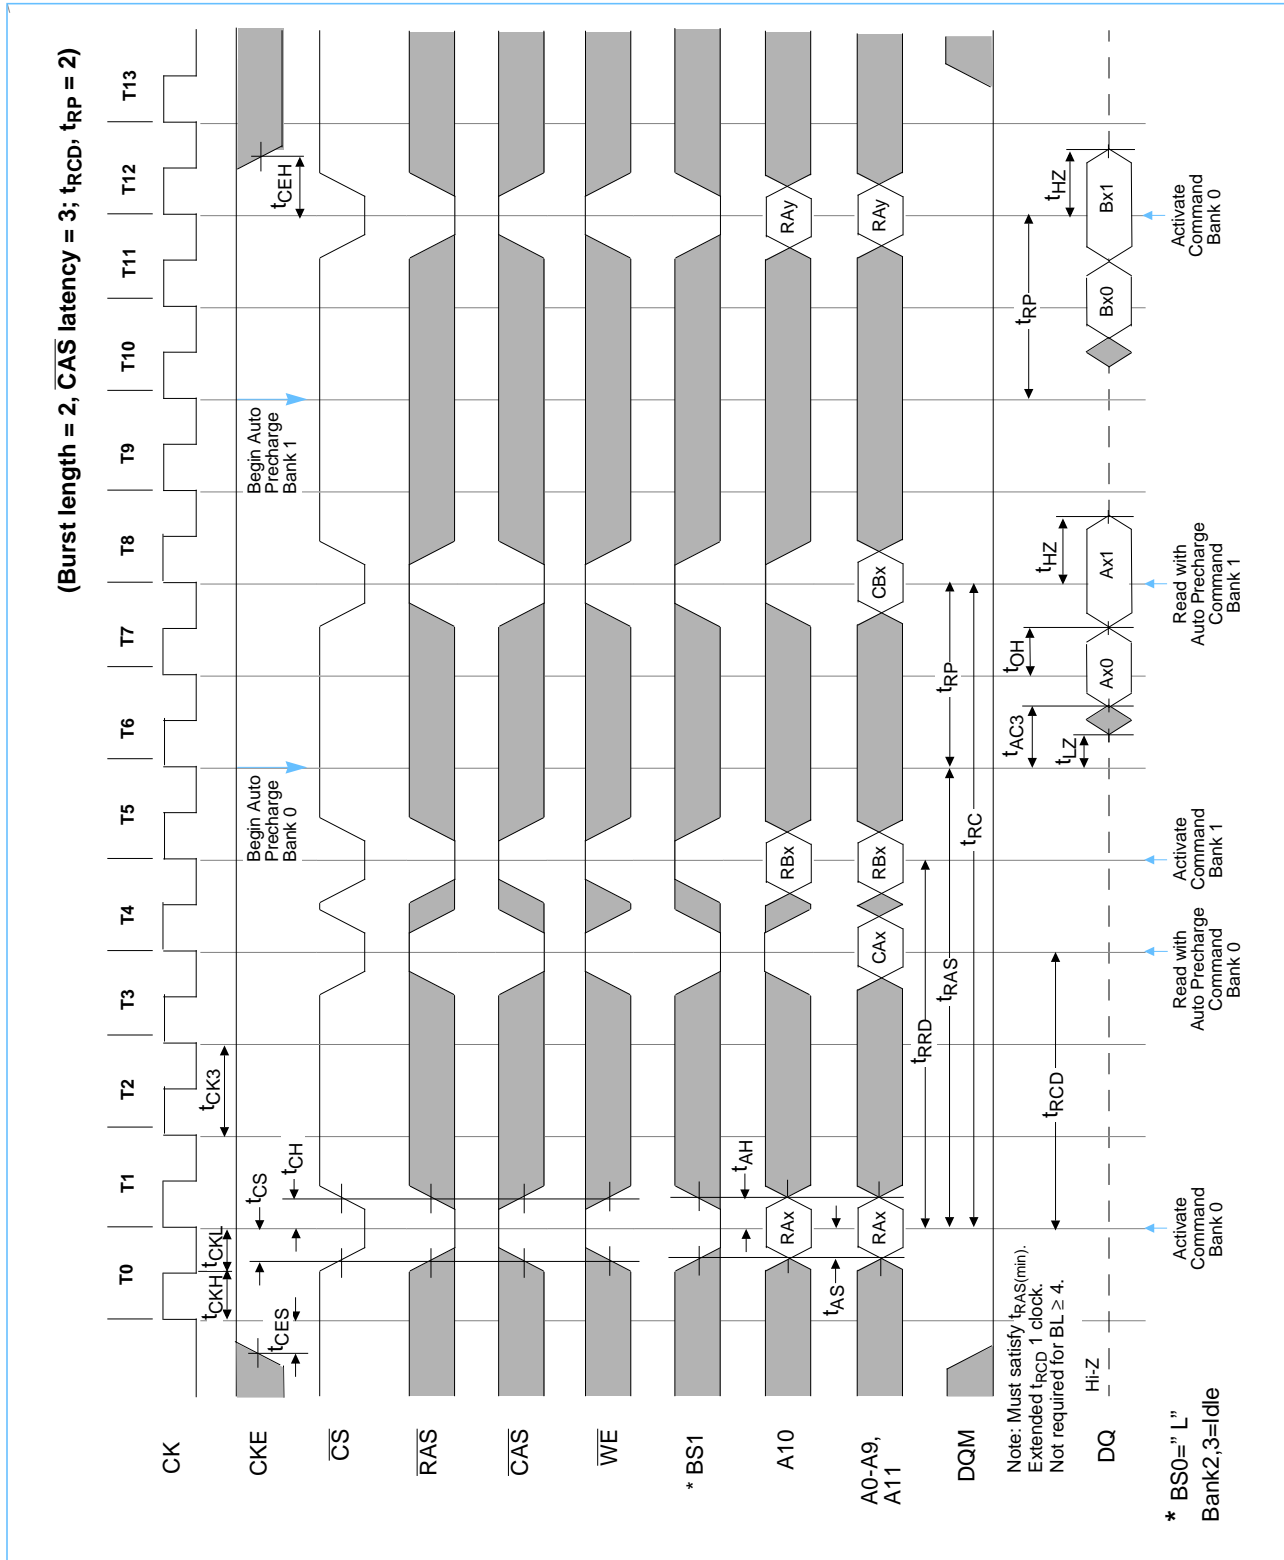 (Burst length = 2, CAS latency = 3; tRCD, tRP = 2)
T0 T1 T2 T3 T4 T5 T6 T7 T8 T9 T10 T11 T12 T13
CK
tCKH tCKL tCK3
CKE
tCES tCS tCH
Begin Auto
Precharge
Bank 0
Begin Auto
Precharge
Bank 1
tCEH
CS
RAS
CAS
WE
* BS1
tAH
A10
RAx RBx RAy
A0-A9,
A11
tAS
RAx CAx RBx CBx RAy
tRRD
DQM
tRAS tRP
tRC
Note: Must satisfy tRAS(min).
Extended tRCD 1 clock.
Not required for BL ≥ 4.
tRCD
tAC3 tOH
tLZ
tHZ
tRP
tHZ
DQ
Hi-Z
Ax0 Ax1 Bx0 Bx1
Activate
Command
Bank 0
Read with
Auto Precharge
Command
Bank 0
Activate
Command
Bank 1
Read with
Auto Precharge
Command
Bank 1
Activate
Command
Bank 0
* BS0=” L”
Bank2,3=Idle